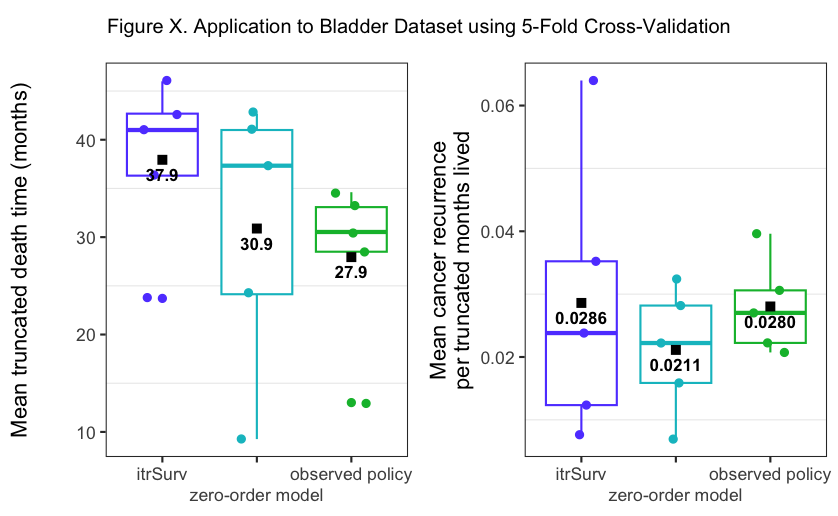 Figure X. Application to Bladder Dataset using 5-Fold Cross-Validation
Mean truncated death time (months)
40
30
20
10
37.9
30.9
27.9
itrSurv
zero-order model
observed policy
Mean cancer recurrence
per truncated months lived
0.06
0.04
0.02
0.0286
0.0211
0.0280
itrSurv
zero-order model
observed policy